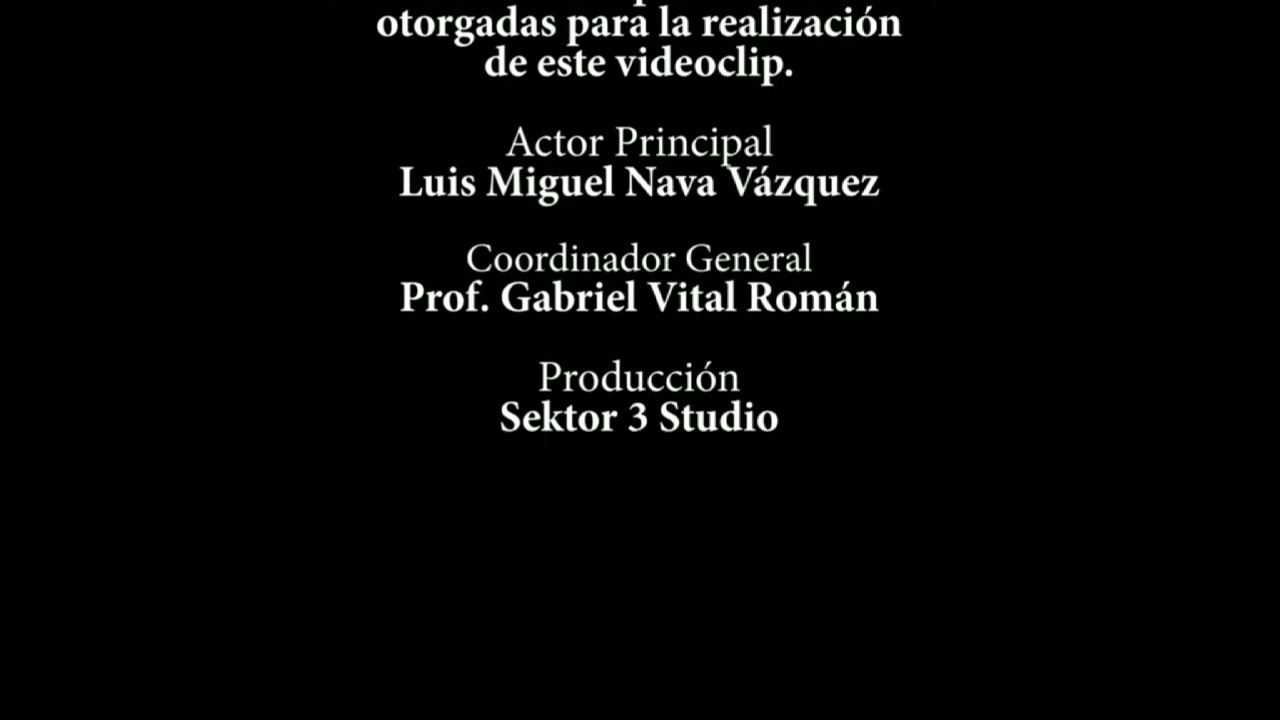 otorgadas para la realización
de este videoclip.
Actor Principal
Luis Miguel Nava Vázquez
Coordinador General
Prof. Gabriel Vital Román
Producción
Sektor 3 Studio